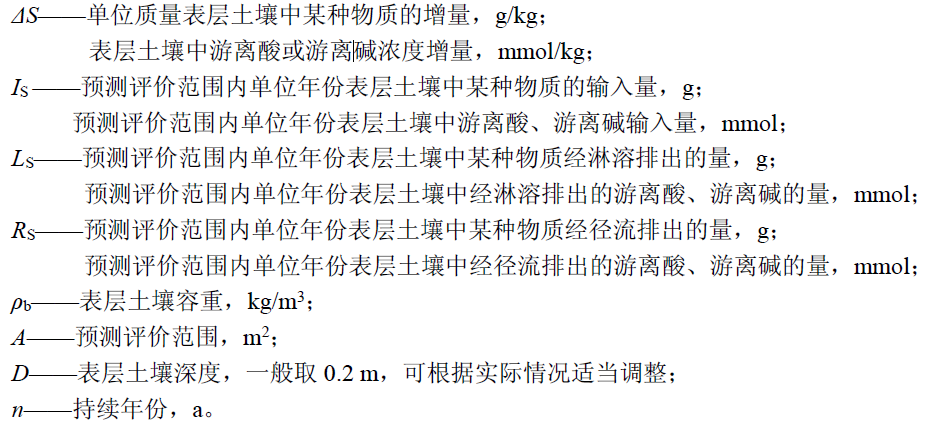 ΔS——单位质量表层土壤中某种物质的增量，g/kg；
表层土壤中游离酸或游离碱浓度增量，mmol/kg；
IS——预测评价范围内单位年份表层土壤中某种物质的输入量，g；
预测评价范围内单位年份表层土壤中游离酸、游离碱输入量，mmol；
LS——预测评价范围内单位年份表层土壤中某种物质经淋溶排出的量，g；
预测评价范围内单位年份表层土壤中经淋溶排出的游离酸、游离碱的量，mmol；
RS——预测评价范围内单位年份表层土壤中某种物质经径流排出的量，g；
预测评价范围内单位年份表层土壤中经径流排出的游离酸、游离碱的量，mmol；
ρb——表层土壤容重，kg/m³；
A——预测评价范围，m²；
D——表层土壤深度，一般取 0.2 m，可根据实际情况适当调整；
n——持续年份，a。